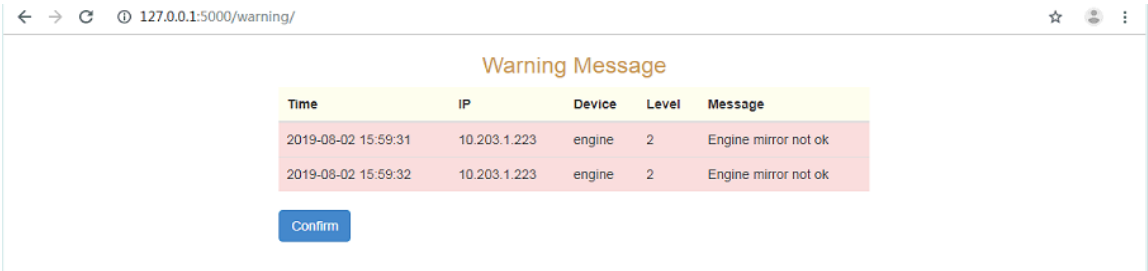 127.0.0.1:5000/warning/
Warning Message
Time IP Device Level Message
2019-08-02 15:59:31 10.203.1.223 engine 2 Engine mirror not ok
2019-08-02 15:59:32 10.203.1.223 engine 2 Engine mirror not ok
Confirm